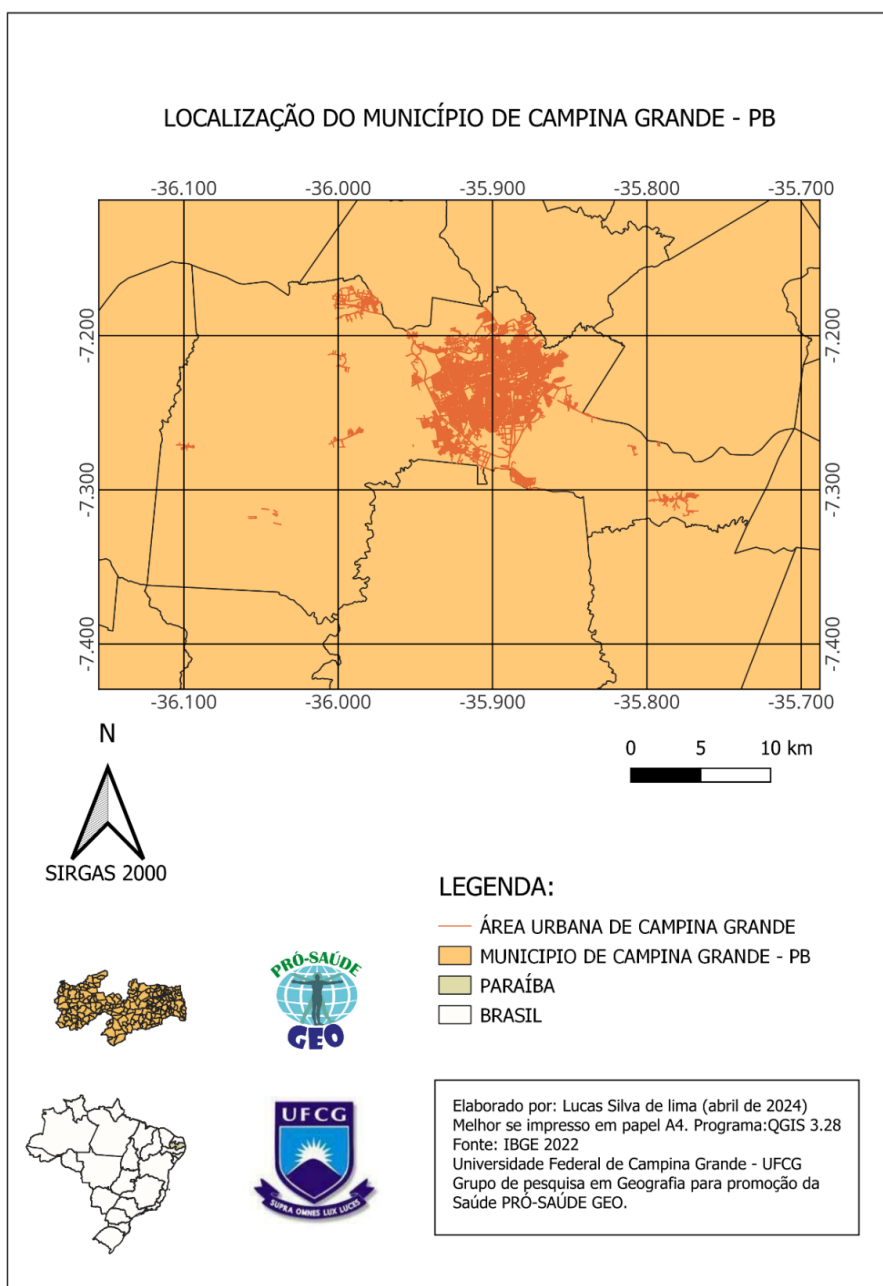 LOCALIZAÇÃO DO MUNICÍPIO DE CAMPINA GRANDE - PB
-36.100 -36.000 -35.900 -35.800 -35.700
-7.200 -7.200
-7.300 -7.300
-7.400 -7.400
-36.100 -36.000 -35.900 -35.800 -35.700
N
0 5 10 km
SIRGAS 2000
LEGENDA:
ÁREA URBANA DE CAMPINA GRANDE
MUNICIPIO DE CAMPINA GRANDE - PB
PARAÍBA
BRASIL
PRÓ-SAÚDE
GEO
UFCG
SUPRA OMNES LUX LUCES
Elaborado por: Lucas Silva de lima (abril de 2024)
Melhor se impresso em papel A4. Programa:QGIS 3.28
Fonte: IBGE 2022
Universidade Federal de Campina Grande - UFCG
Grupo de pesquisa em Geografia para promoção da
Saúde PRÓ-SAÚDE GEO.